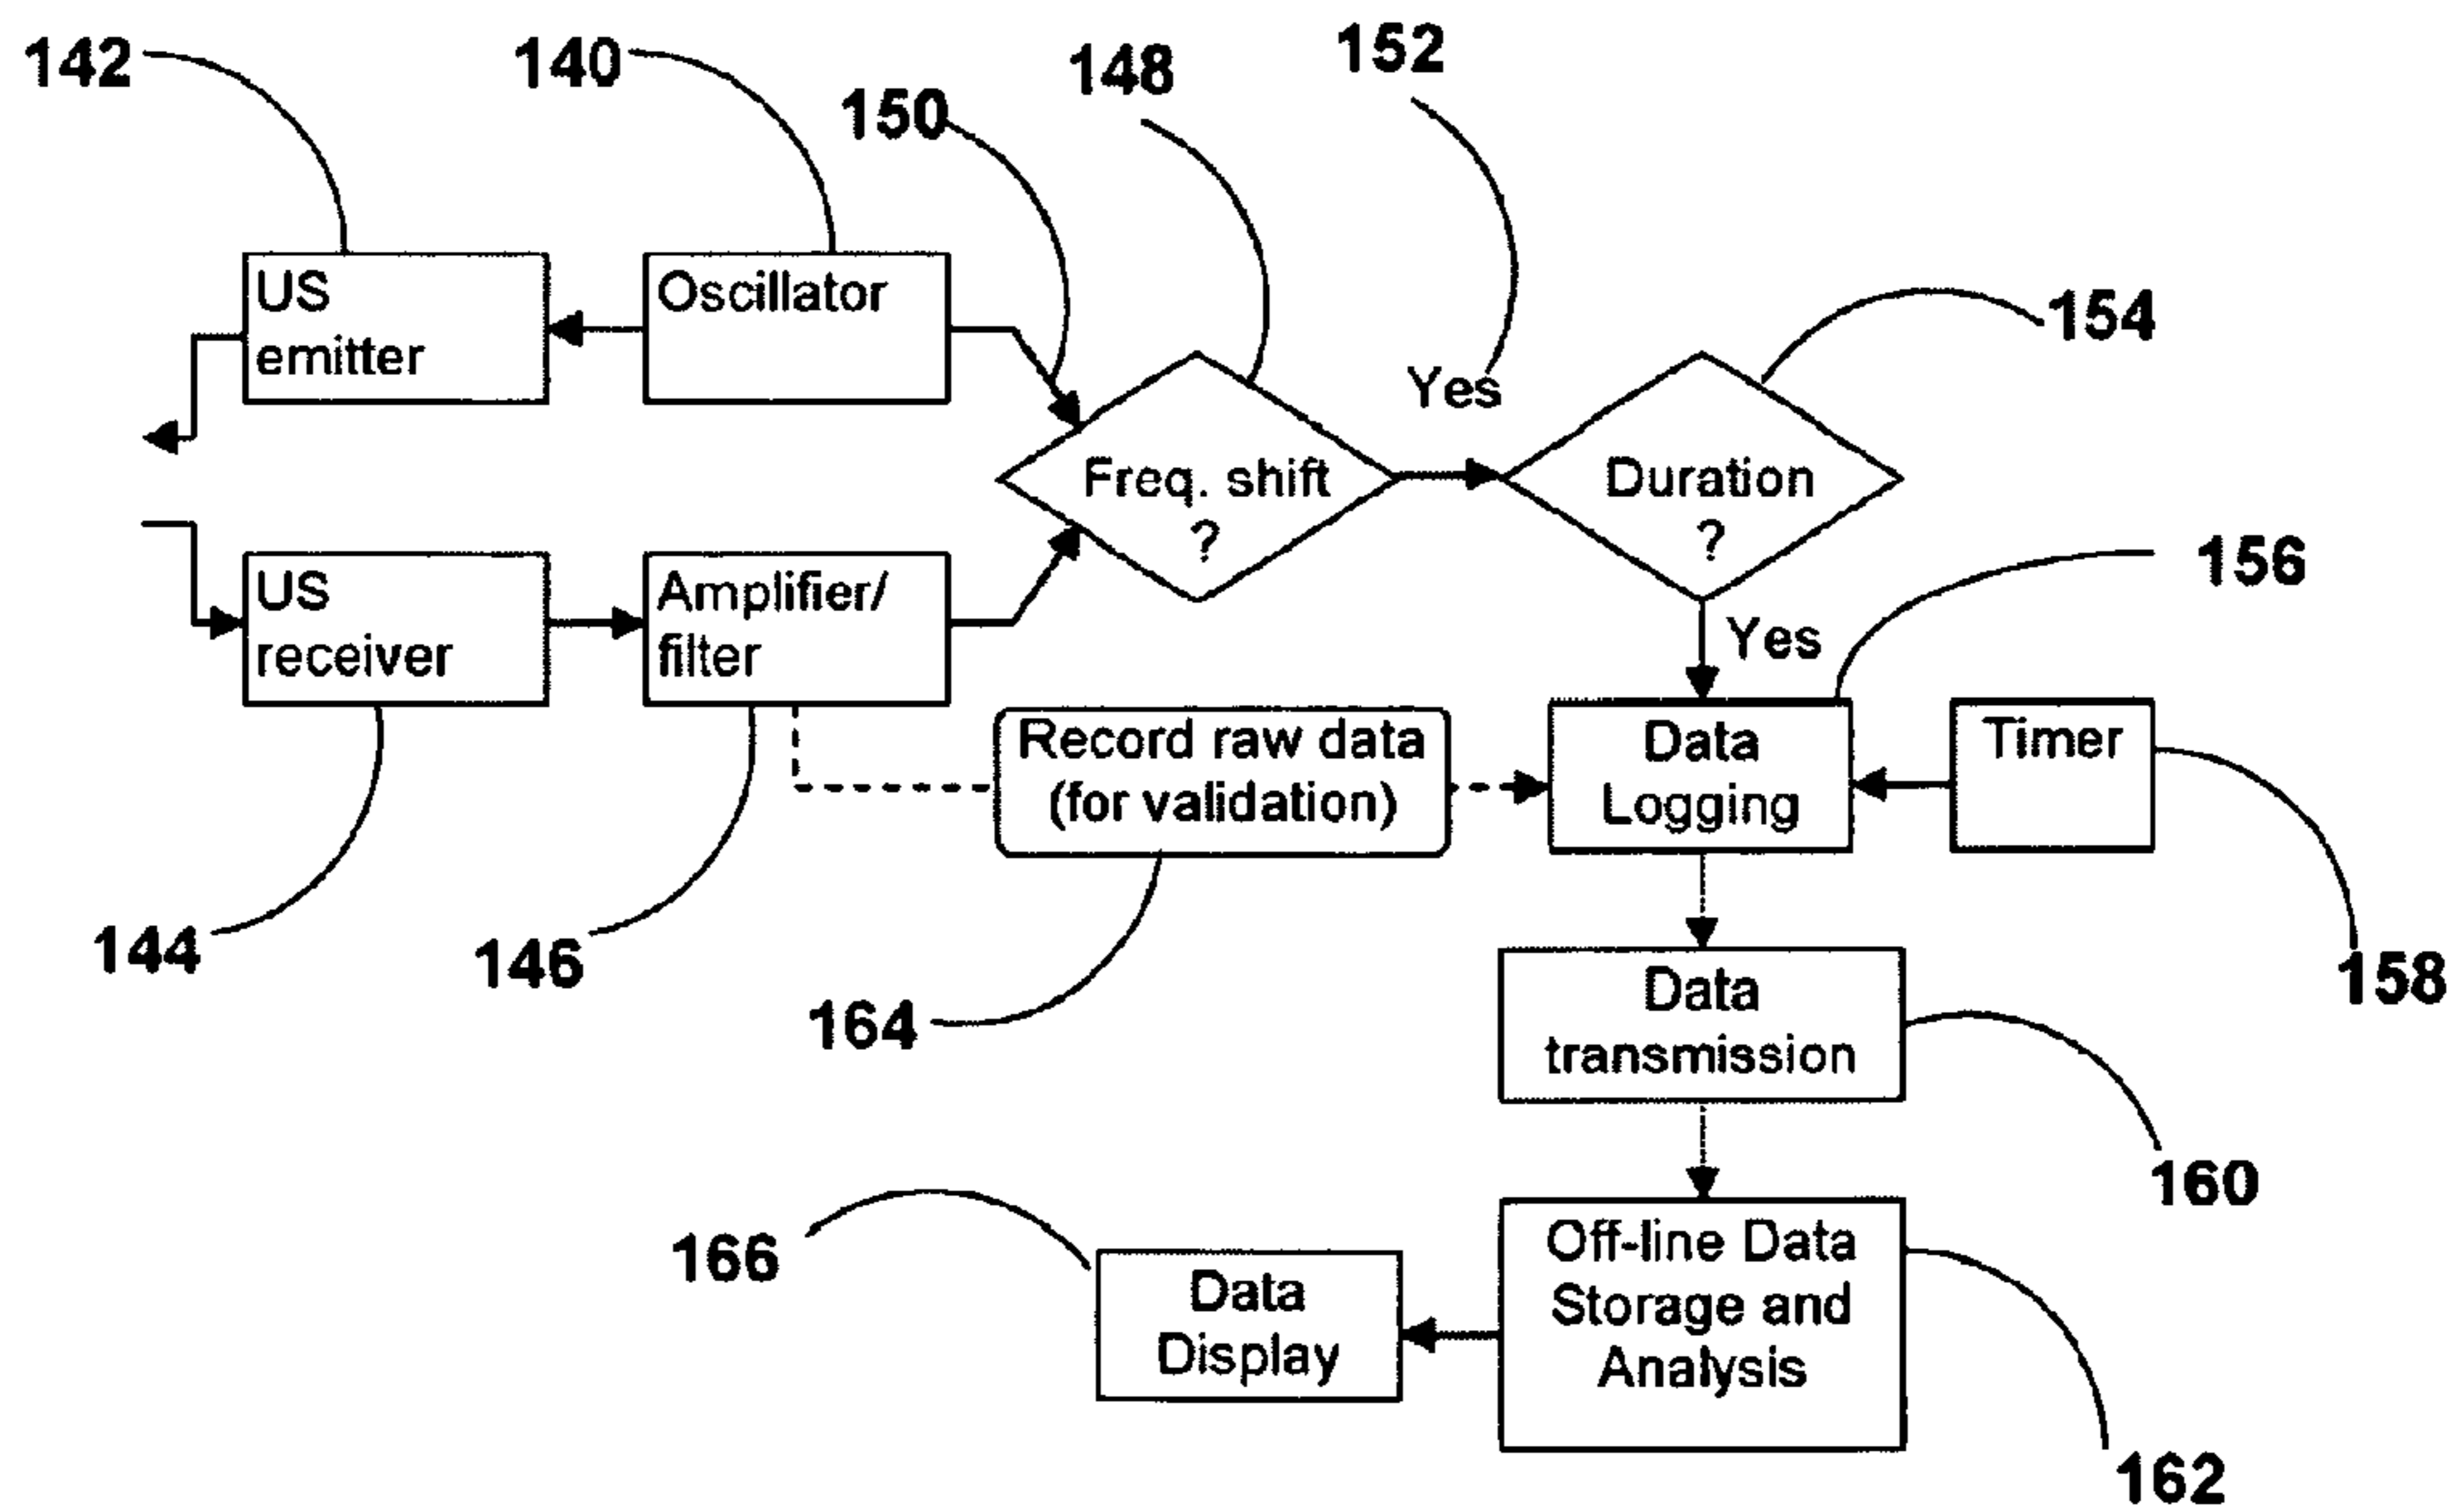 142
140
150
148
152
154
US
emitter
Oscillator
Yes
Freq. shift
?
Duration
?
156
US
receiver
Amplifier/
filter
Yes
Record raw data
(for validation)
Data
Logging
Timer
144
146
164
158
Data
transmission
160
166
Data
Display
Off-line Data
Storage and
Analysis
162